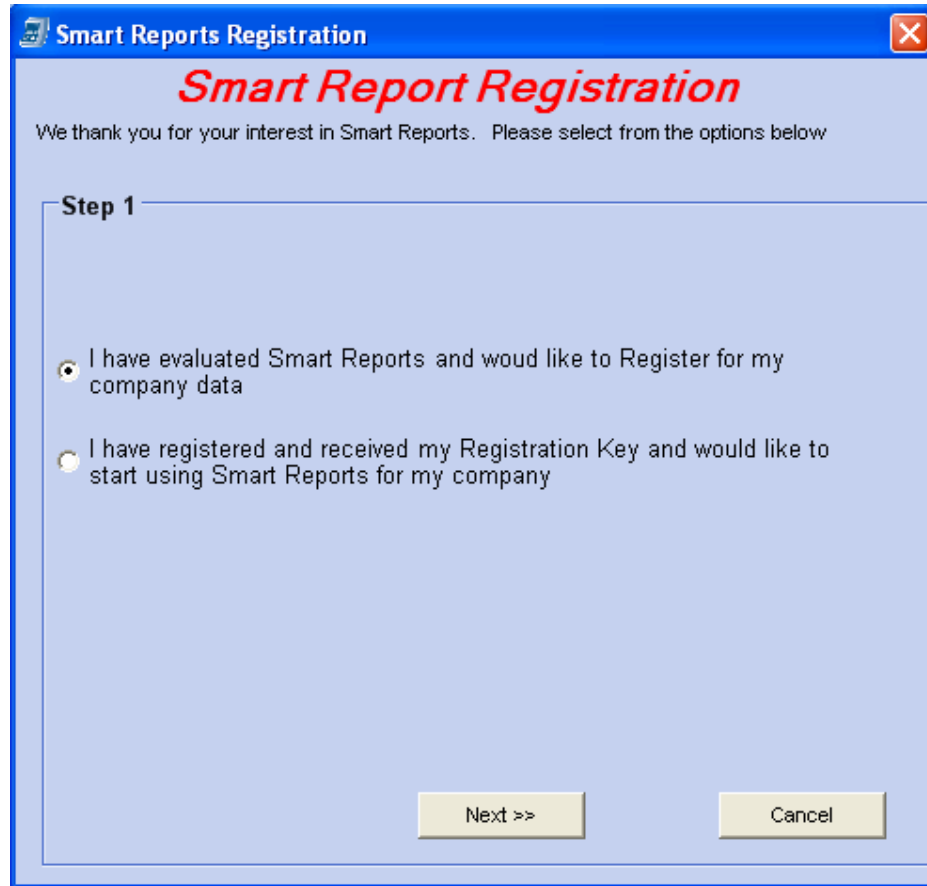 Smart Reports Registration
Smart Report Registration
We thank you for your interest in Smart Reports. Please select from the options below
Step 1
I have evaluated Smart Reports and woud like to Register for my
company data
I have registered and received my Registration Key and would like to
start using Smart Reports for my company
Next >>
Cancel